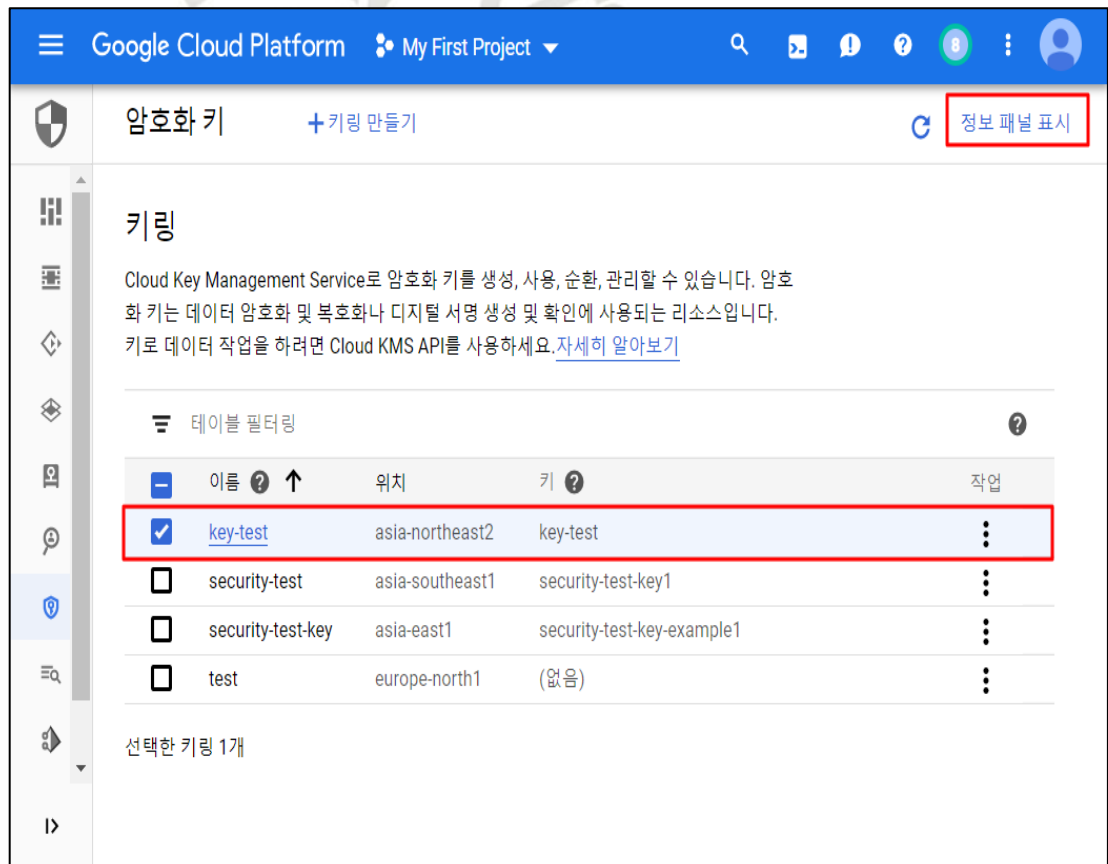 Google Cloud Platform My First Project 8
암호화 키 키링 만들기 정보 패널 표시
키링
Cloud Key Management Service로 암호화 키를 생성, 사용, 순환, 관리할 수 있습니다. 암호
화 키는 데이터 암호화 및 복호화나 디지털 서명 생성 및 확인에 사용되는 리소스입니다.
키로 데이터 작업을 하려면 Cloud KMS API를 사용하세요.자세히 알아보기
테이블 필터링
이름 위치 키 작업
key-test asia-northeast2 key-test
security-test asia-southeast1 security-test-key1
security-test-key asia-east1 security-test-key-example1
test europe-north1 (없음)
선택한 키링 1개